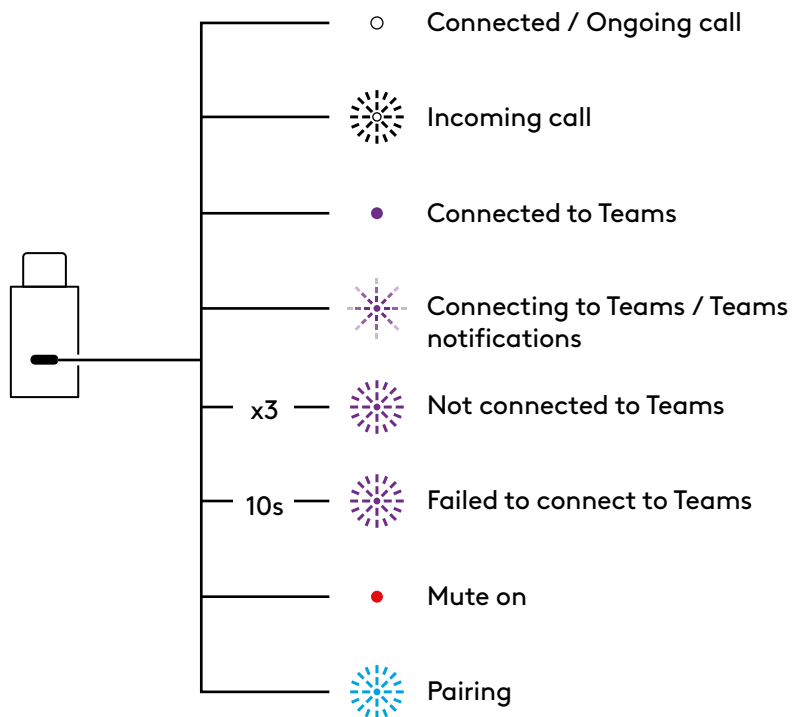 Connected / Ongoing call
Incoming call
Connected to Teams
Connecting to Teams / Teams
notifications
x3 Not connected to Teams
10s Failed to connect to Teams
Mute on
Pairing